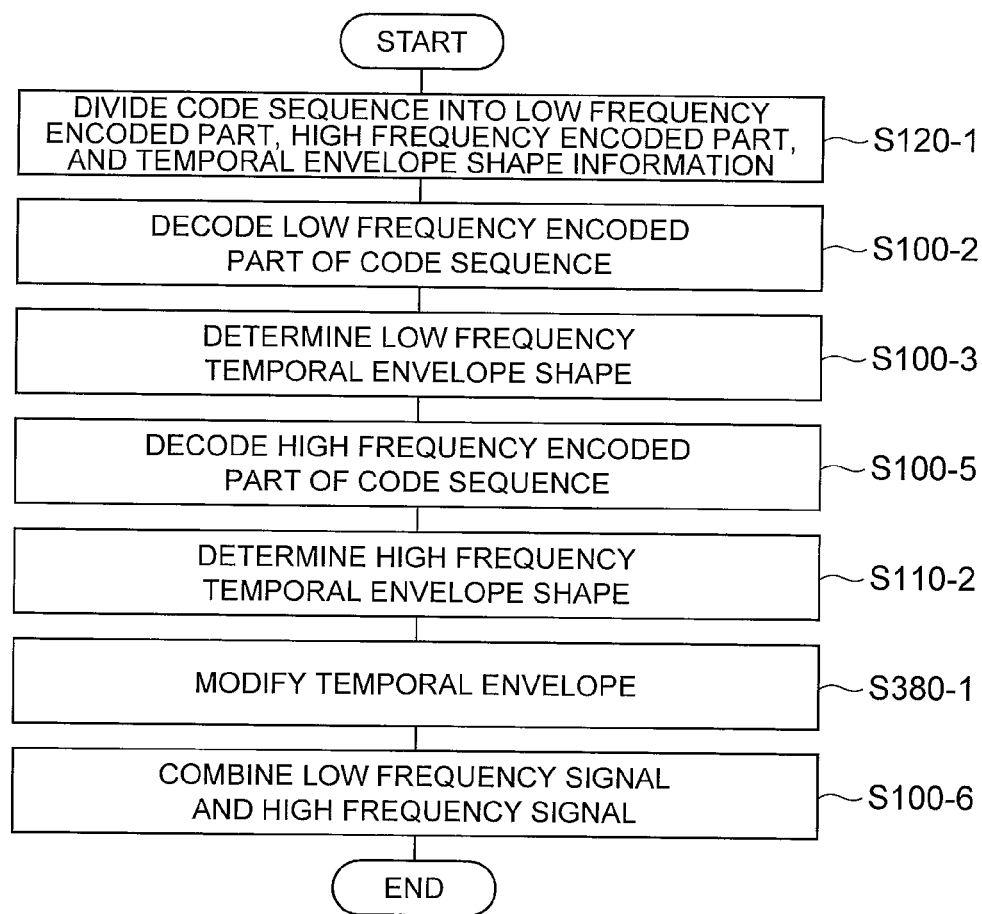 START
DIVIDE CODE SEQUENCE INTO LOW FREQUENCY
ENCODED PART, HIGH FREQUENCY ENCODED PART,
AND TEMPORAL ENVELOPE SHAPE INFORMATION
S120-1
DECODE LOW FREQUENCY ENCODED
PART OF CODE SEQUENCE
S100-2
DETERMINE LOW FREQUENCY
TEMPORAL ENVELOPE SHAPE
S100-3
DECODE HIGH FREQUENCY ENCODED
PART OF CODE SEQUENCE
S100-5
DETERMINE HIGH FREQUENCY
TEMPORAL ENVELOPE SHAPE
S110-2
MODIFY TEMPORAL ENVELOPE
S380-1
COMBINE LOW FREQUENCY SIGNAL
AND HIGH FREQUENCY SIGNAL
S100-6
END